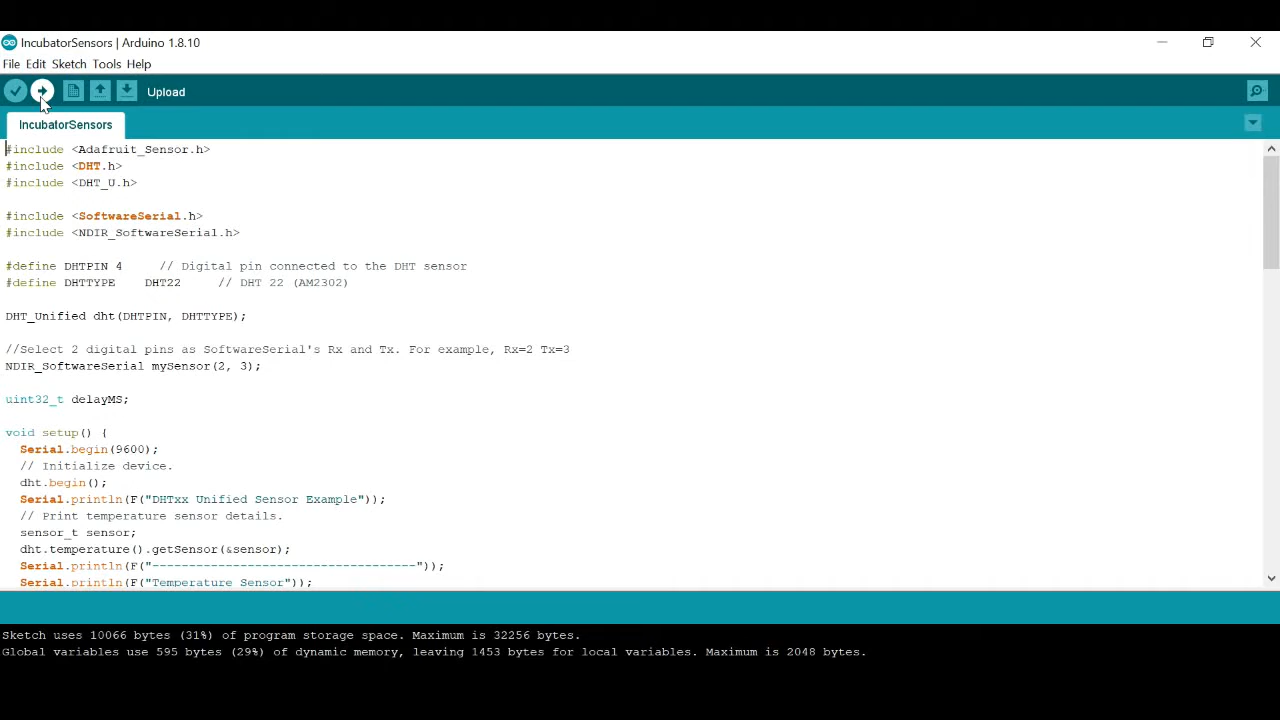 IncubatorSensors | Arduino 1.8.10
File Edit Sketch Tools Help
Upload
IncubatorSensors
#include <Adafruit_Sensor.h>
#include <DHT.h>
#include <DHT_U.h>
#include <SoftwareSerial.h>
#include <NDIR_SoftwareSerial.h>
#define DHTPIN 4     // Digital pin connected to the DHT sensor
#define DHTTYPE    DHT22     // DHT 22 (AM2302)
DHT_Unified dht(DHTPIN, DHTTYPE);
//Select 2 digital pins as SoftwareSerial's Rx and Tx. For example, Rx=2 Tx=3
NDIR_SoftwareSerial mySensor(2, 3);
uint32_t delayMS;
void setup() {
  Serial.begin(9600);
  // Initialize device.
  dht.begin();
  Serial.println(F("DHTxx Unified Sensor Example"));
  // Print temperature sensor details.
  sensor_t sensor;
  dht.temperature().getSensor(&sensor);
  Serial.println(F("------------------------------------"));
  Serial.println(F("Temperature Sensor"));
Sketch uses 10066 bytes (31%) of program storage space. Maximum is 32256 bytes.
Global variables use 595 bytes (29%) of dynamic memory, leaving 1453 bytes for local variables. Maximum is 2048 bytes.